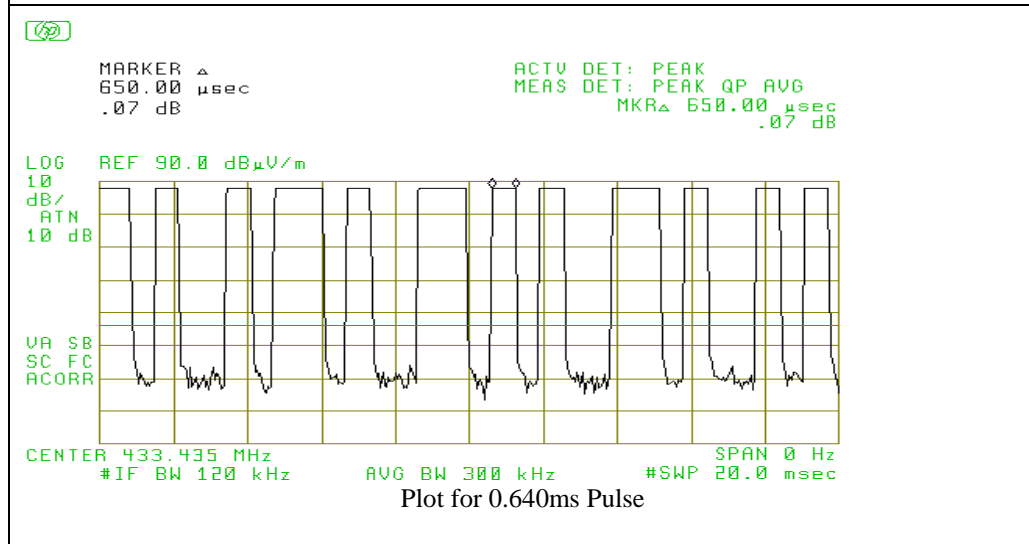 MARKER △
650.00 µsec
.07 dB
ACTV DET: PEAK
MEAS DET: PEAK QP AVG
MKR△ 650.00 µsec
.07 dB
LOG REF 90.0 dBµV/m
10
dB/
ATN
10 dB
VA SB
SC FC
ACORR
CENTER 433.435 MHz SPAN 0 Hz
#IF BW 120 kHz AVG BW 300 kHz #SWP 20.0 msec
Plot for 0.640ms Pulse